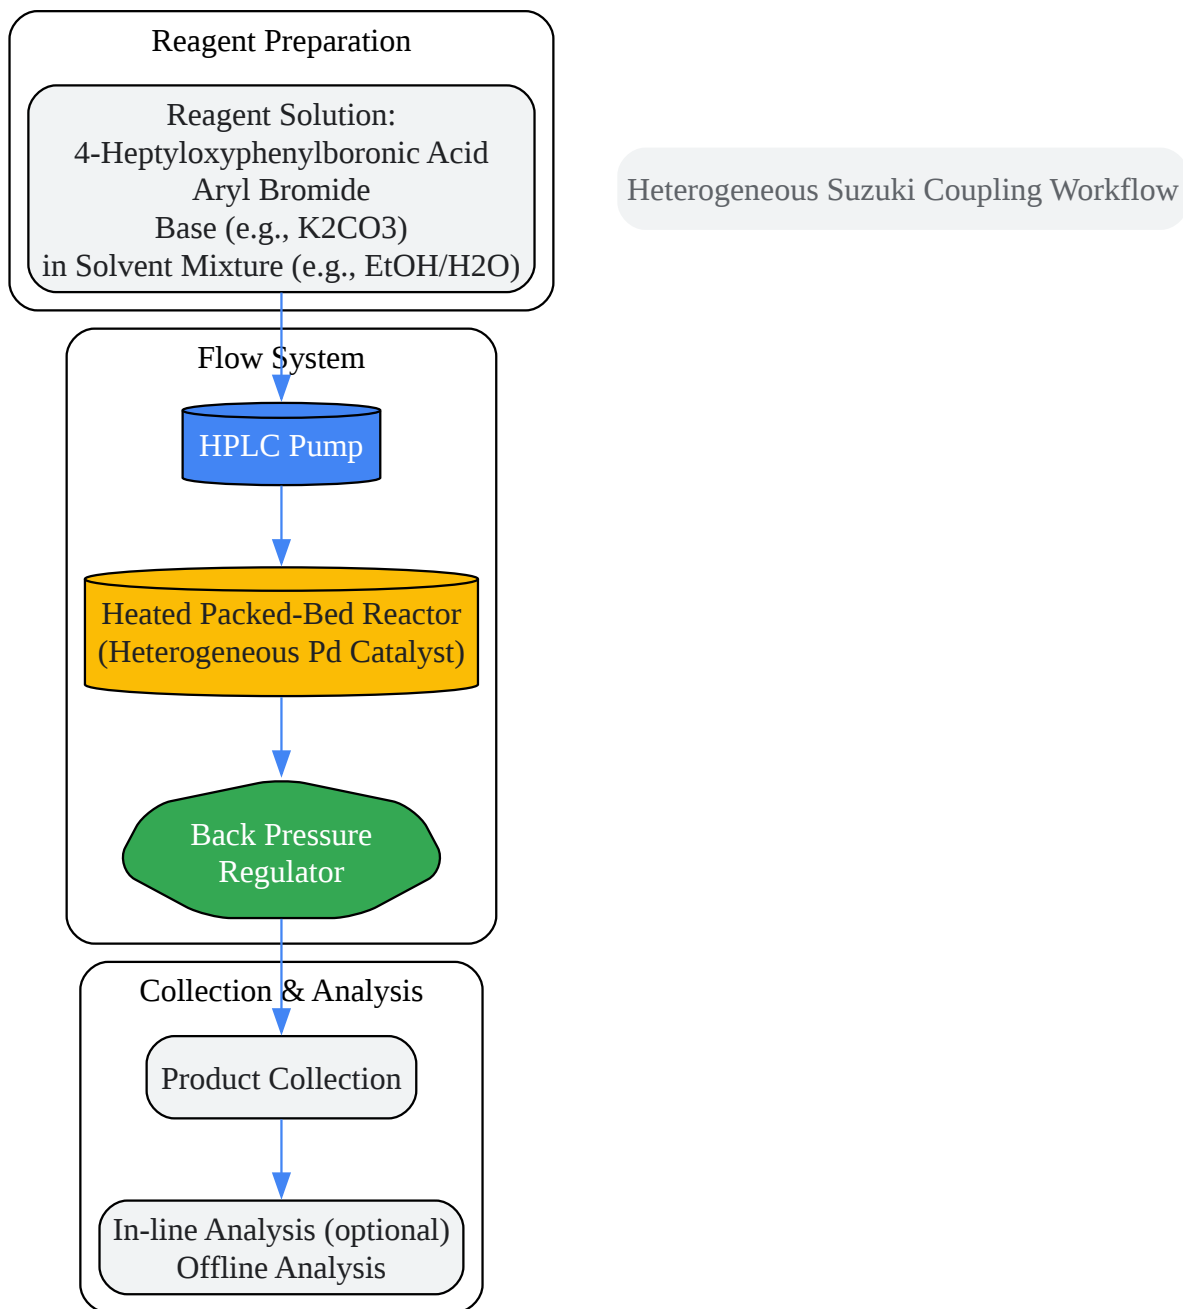 Reagent Preparation
Reagent Solution:
4-Heptyloxyphenylboronic Acid
Aryl Bromide
Base (e.g., K2CO3)
in Solvent Mixture (e.g., EtOH/H2O)
Heterogeneous Suzuki Coupling Workflow
Flow System
HPLC Pump
Heated Packed-Bed Reactor
(Heterogeneous Pd Catalyst)
Back Pressure
Regulator
Collection & Analysis
Product Collection
In-line Analysis (optional)
Offline Analysis